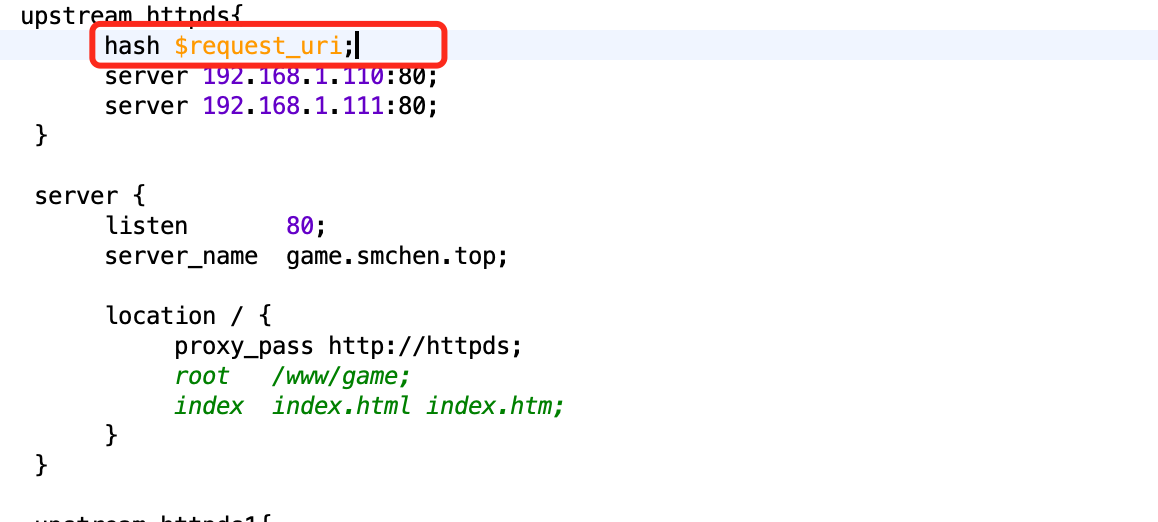 upstream httpds{
hash $request_uri;
server 192.168.1.110:80;
server 192.168.1.111:80;
}
server {
listen 80;
server_name game.smchen.top;
location / {
proxy_pass http://httpds;
root /www/game;
index index.html index.htm;
}
}
upstream httpds1{